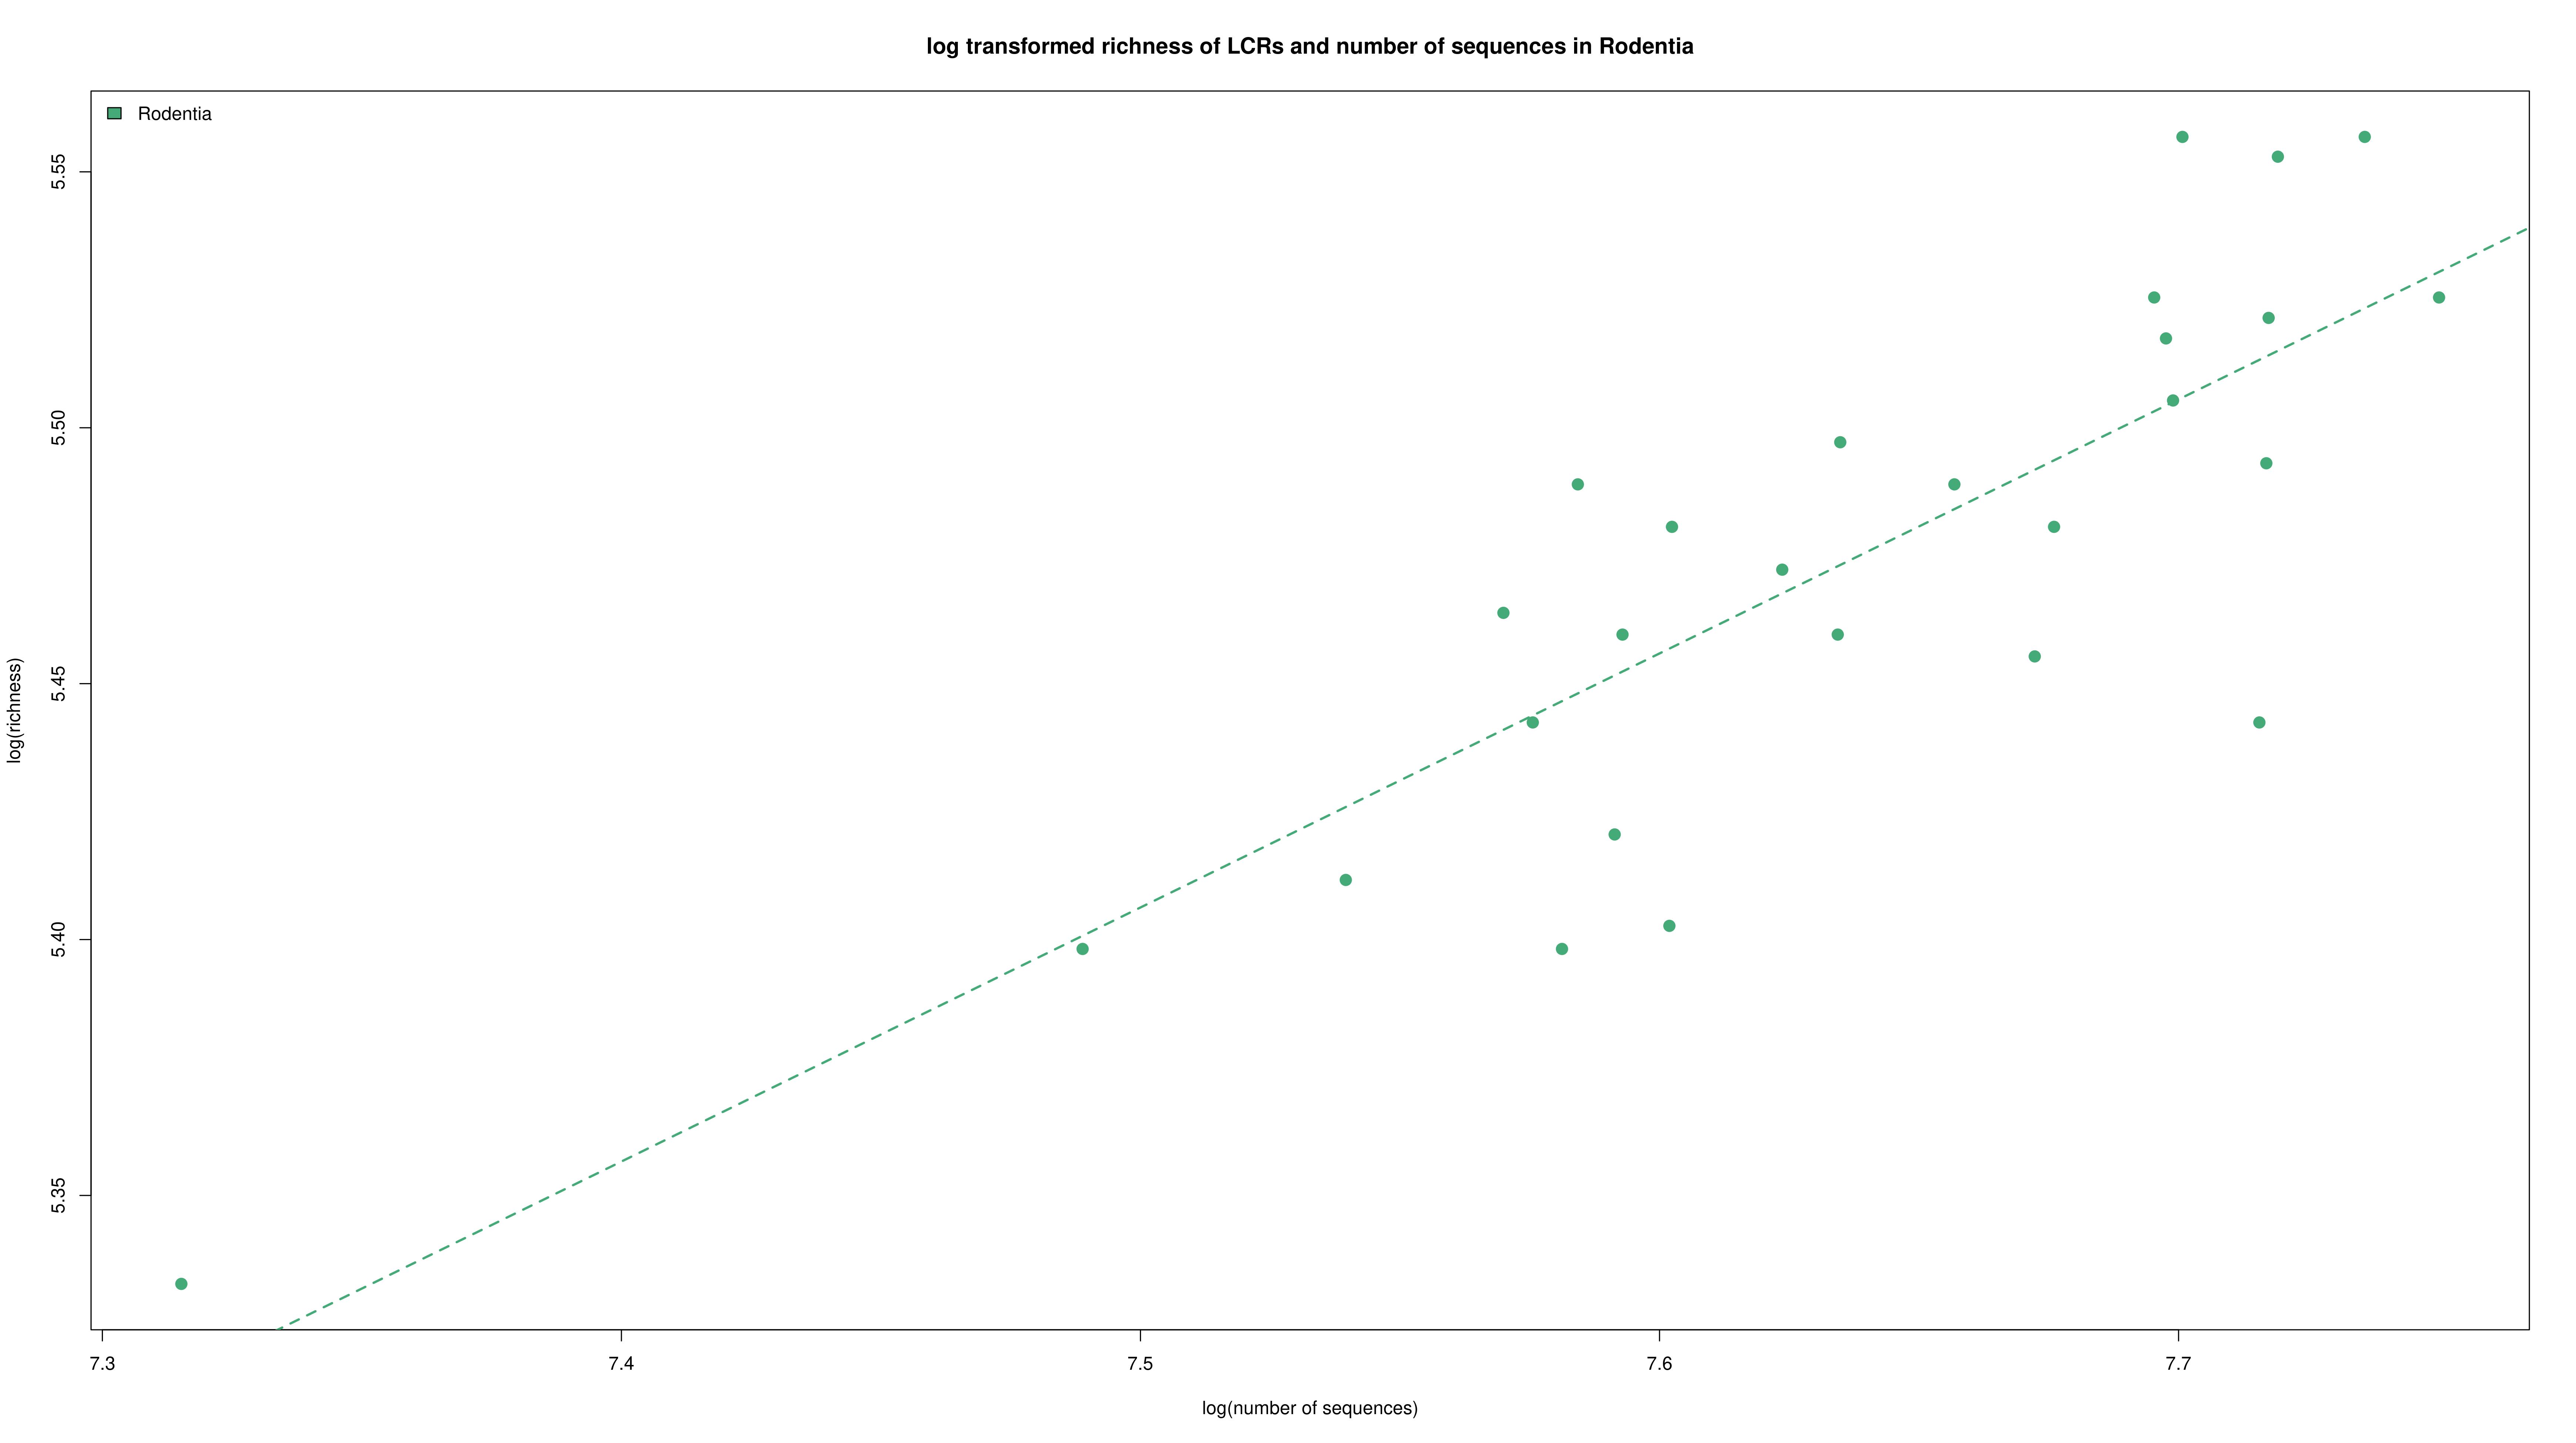 log transformed richness of LCRs and number of sequences in Rodentia
Rodentia
5.55
5.50
5.45
5.40
5.35
log(richness)
7.3
7.4
7.5
7.6
7.7
log(number of sequences)